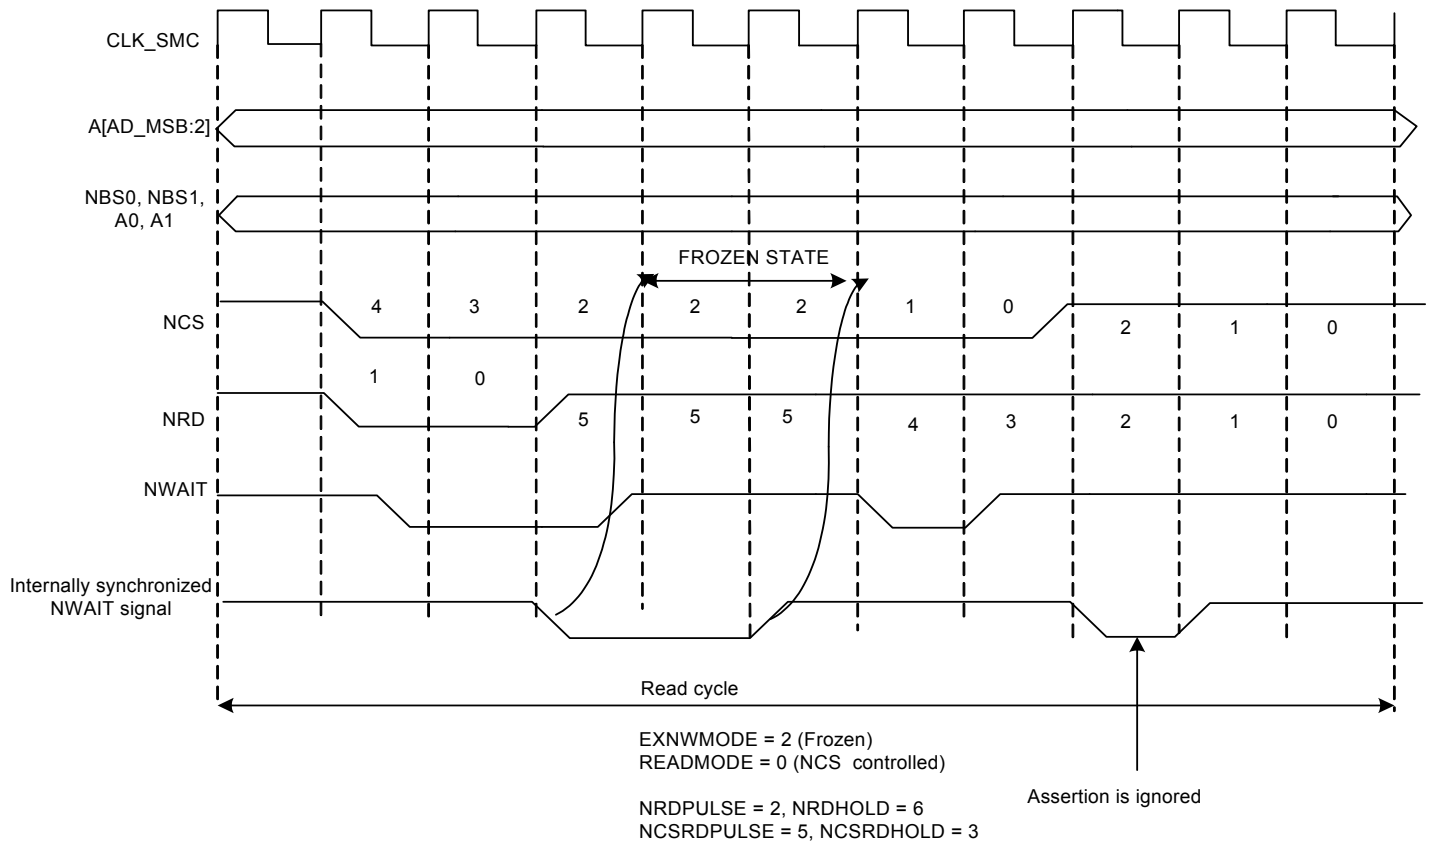 CLK_SMC
A[AD_MSB:2]
NBS0, NBS1,
A0, A1
FROZEN STATE
NCS
4 3 2 2 2 1 0
2 1 0
1 0
NRD
5 5 5 4 3 2 1 0
NWAIT
Internally synchronized
NWAIT signal
Read cycle
EXNWMODE = 2 (Frozen)
READMODE = 0 (NCS controlled)
Assertion is ignored
NRDPULSE = 2, NRDHOLD = 6
NCSRDPULSE = 5, NCSRDHOLD = 3